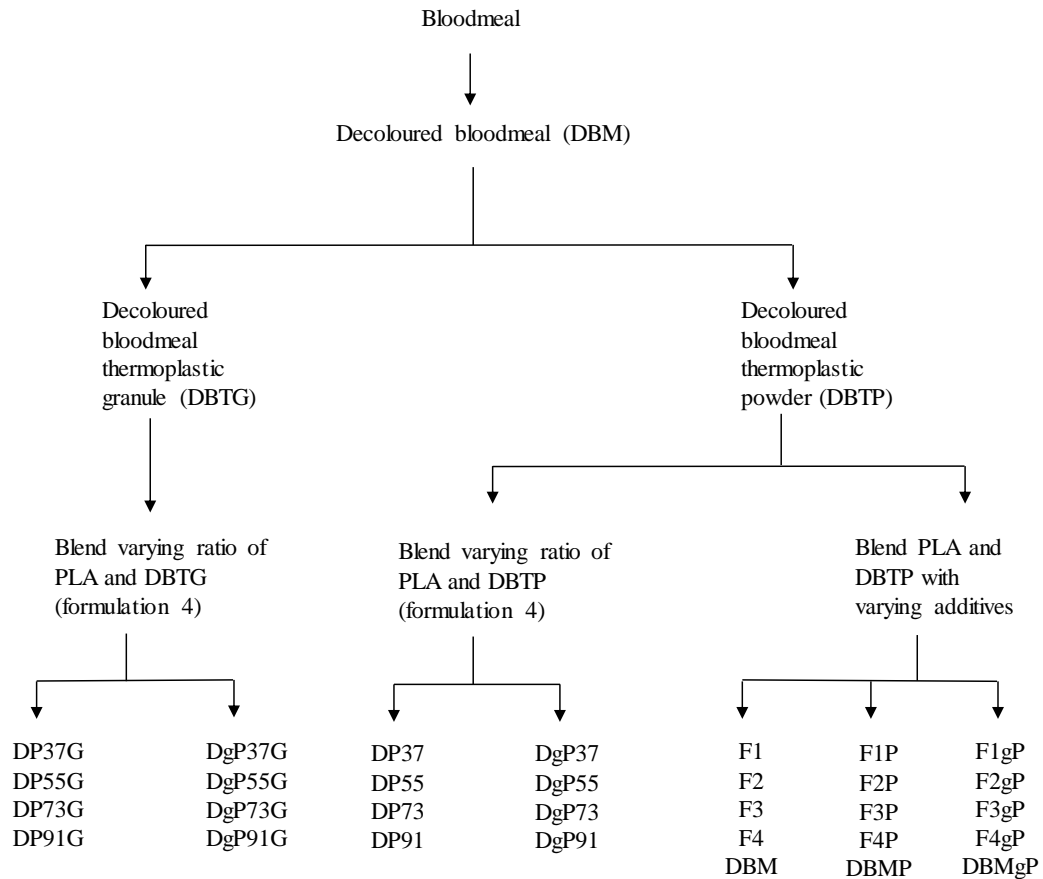 Bloodmeal
Decoloured bloodmeal (DBM)
Decoloured
bloodmeal
thermoplastic
granule (DBTG)
Decoloured
bloodmeal
thermoplastic
powder (DBTP)
Blend varying ratio of
PLA and DBTG
(formulation 4)
Blend varying ratio of
PLA and DBTP
(formulation 4)
Blend PLA and
DBTP with
varying additives
DP37G
DP55G
DP73G
DP91G
DgP37G
DgP55G
DgP73G
DgP91G
DP37
DP55
DP73
DP91
DgP37
DgP55
DgP73
DgP91
F1
F2
F3
F4
DBM
F1P
F2P
F3P
F4P
DBMP
F1gP
F2gP
F3gP
F4gP
DBMgP